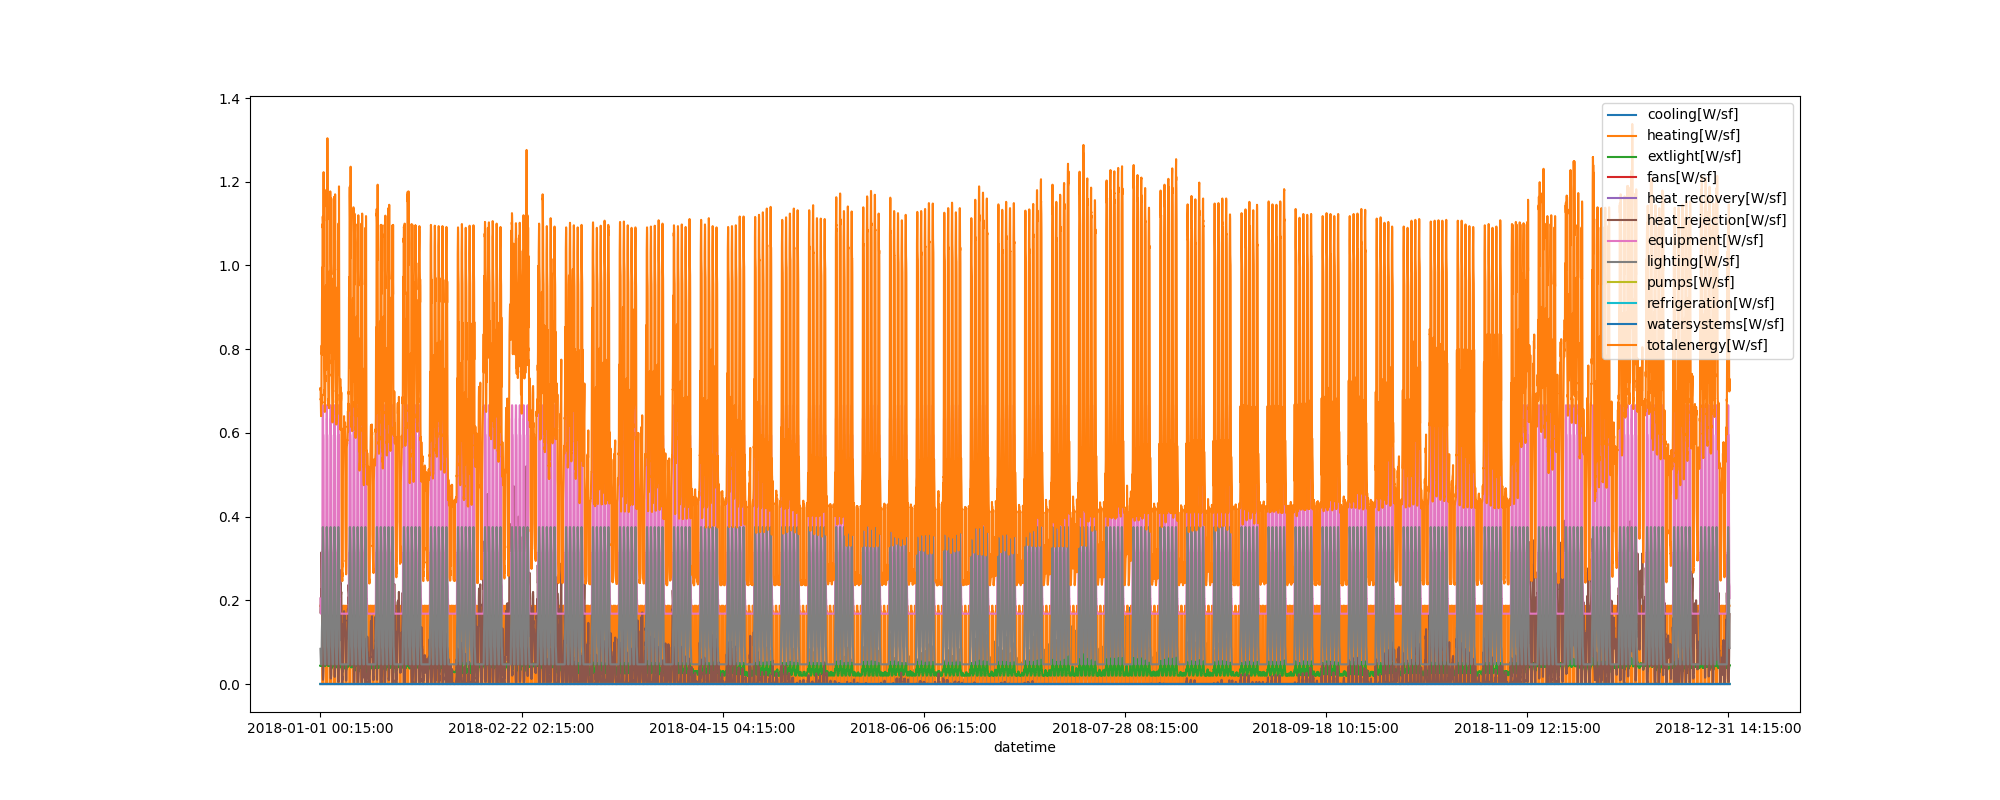 1.4
1.2
1.0
0.8
0.6
0.4
0.2
0.0
cooling[W/sf]
heating[W/sf]
extlight[W/sf]
fans[W/sf]
heat_recovery[W/sf]
heat_rejection[W/sf]
equipment[W/sf]
lighting[W/sf]
pumps[W/sf]
refrigeration[W/sf]
watersystems[W/sf]
totalenergy[W/sf]
2018-01-01 00:15:00 2018-02-22 02:15:00 2018-04-15 04:15:00 2018-06-06 06:15:00 2018-07-28 08:15:00 2018-09-18 10:15:00 2018-11-09 12:15:00 2018-12-31 14:15:00
datetime